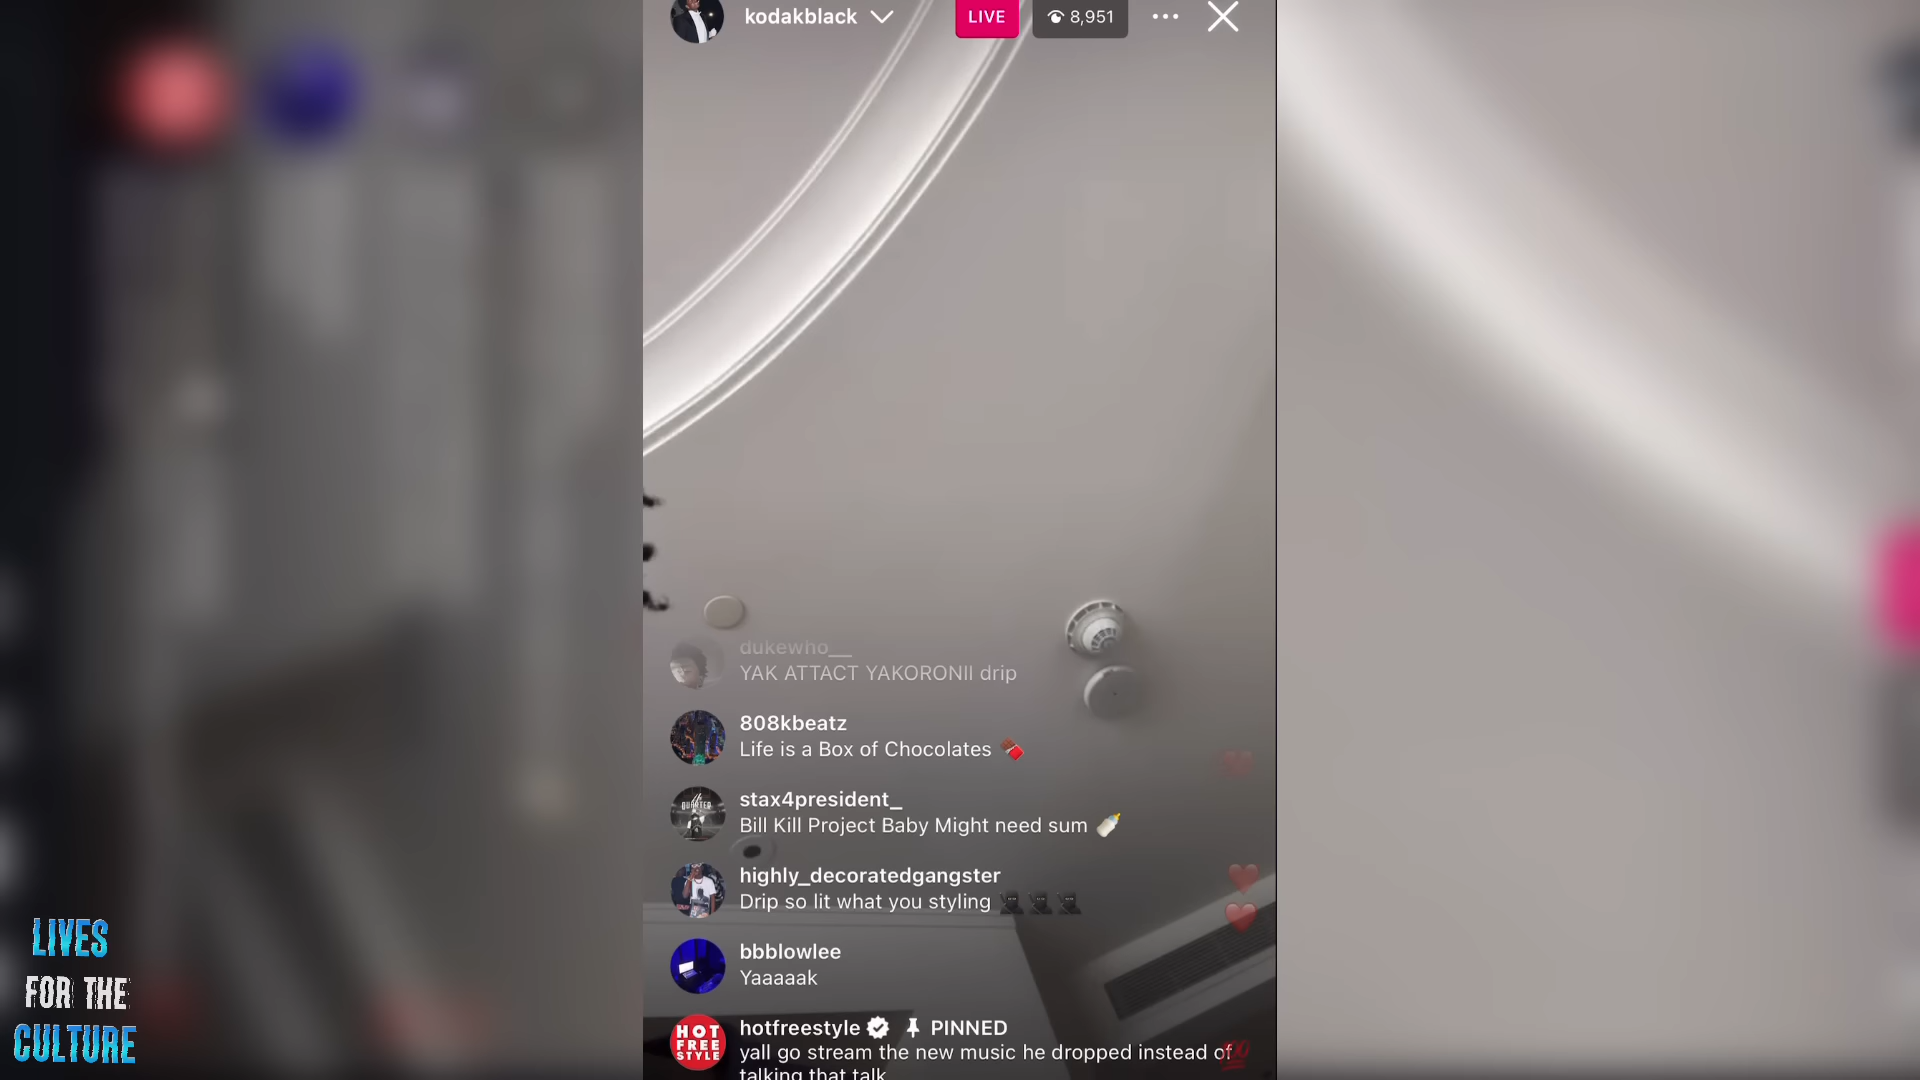 kodakblack
LIVE
8,951
dukewho__
YAK ATTACT YAKORONII drip
808kbeatz
Life is a Box of Chocolates 🍫
stax4president_
Bill Kill Project Baby Might need sum 🍼
highly_decoratedgangster
Drip so lit what you styling 🥷🏿🥷🏿🥷🏿
bbblowlee
Yaaaaak
hotfreestyle PINNED
yall go stream the new music he dropped instead of
talking that talk
HOT
FREE
STYLE
QUARTER
LIVES
FOR THE
CULTURE